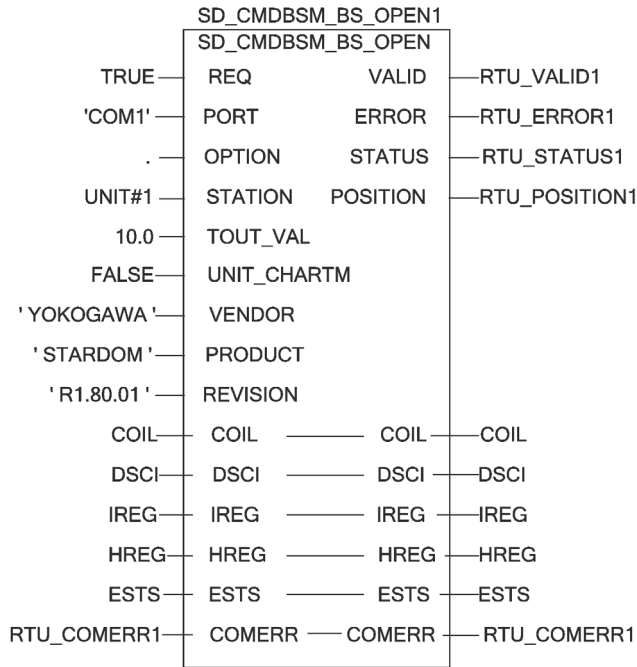 SD_CMDBSM_BS_OPEN1
SD_CMDBSM_BS_OPEN
TRUE REQ VALID RTU_VALID1
'COM1' PORT ERROR RTU_ERROR1
. OPTION STATUS RTU_STATUS1
UNIT#1 STATION POSITION RTU_POSITION1
10.0 TOUT_VAL
FALSE UNIT_CHARTM
' YOKOGAWA ' VENDOR
' STARDOM ' PRODUCT
' R1.80.01 ' REVISION
COIL COIL COIL COIL
DSCI DSCI DSCI DSCI
IREG IREG IREG IREG
HREG HREG HREG HREG
ESTS ESTS ESTS ESTS
RTU_COMERR1 COMERR COMERR RTU_COMERR1